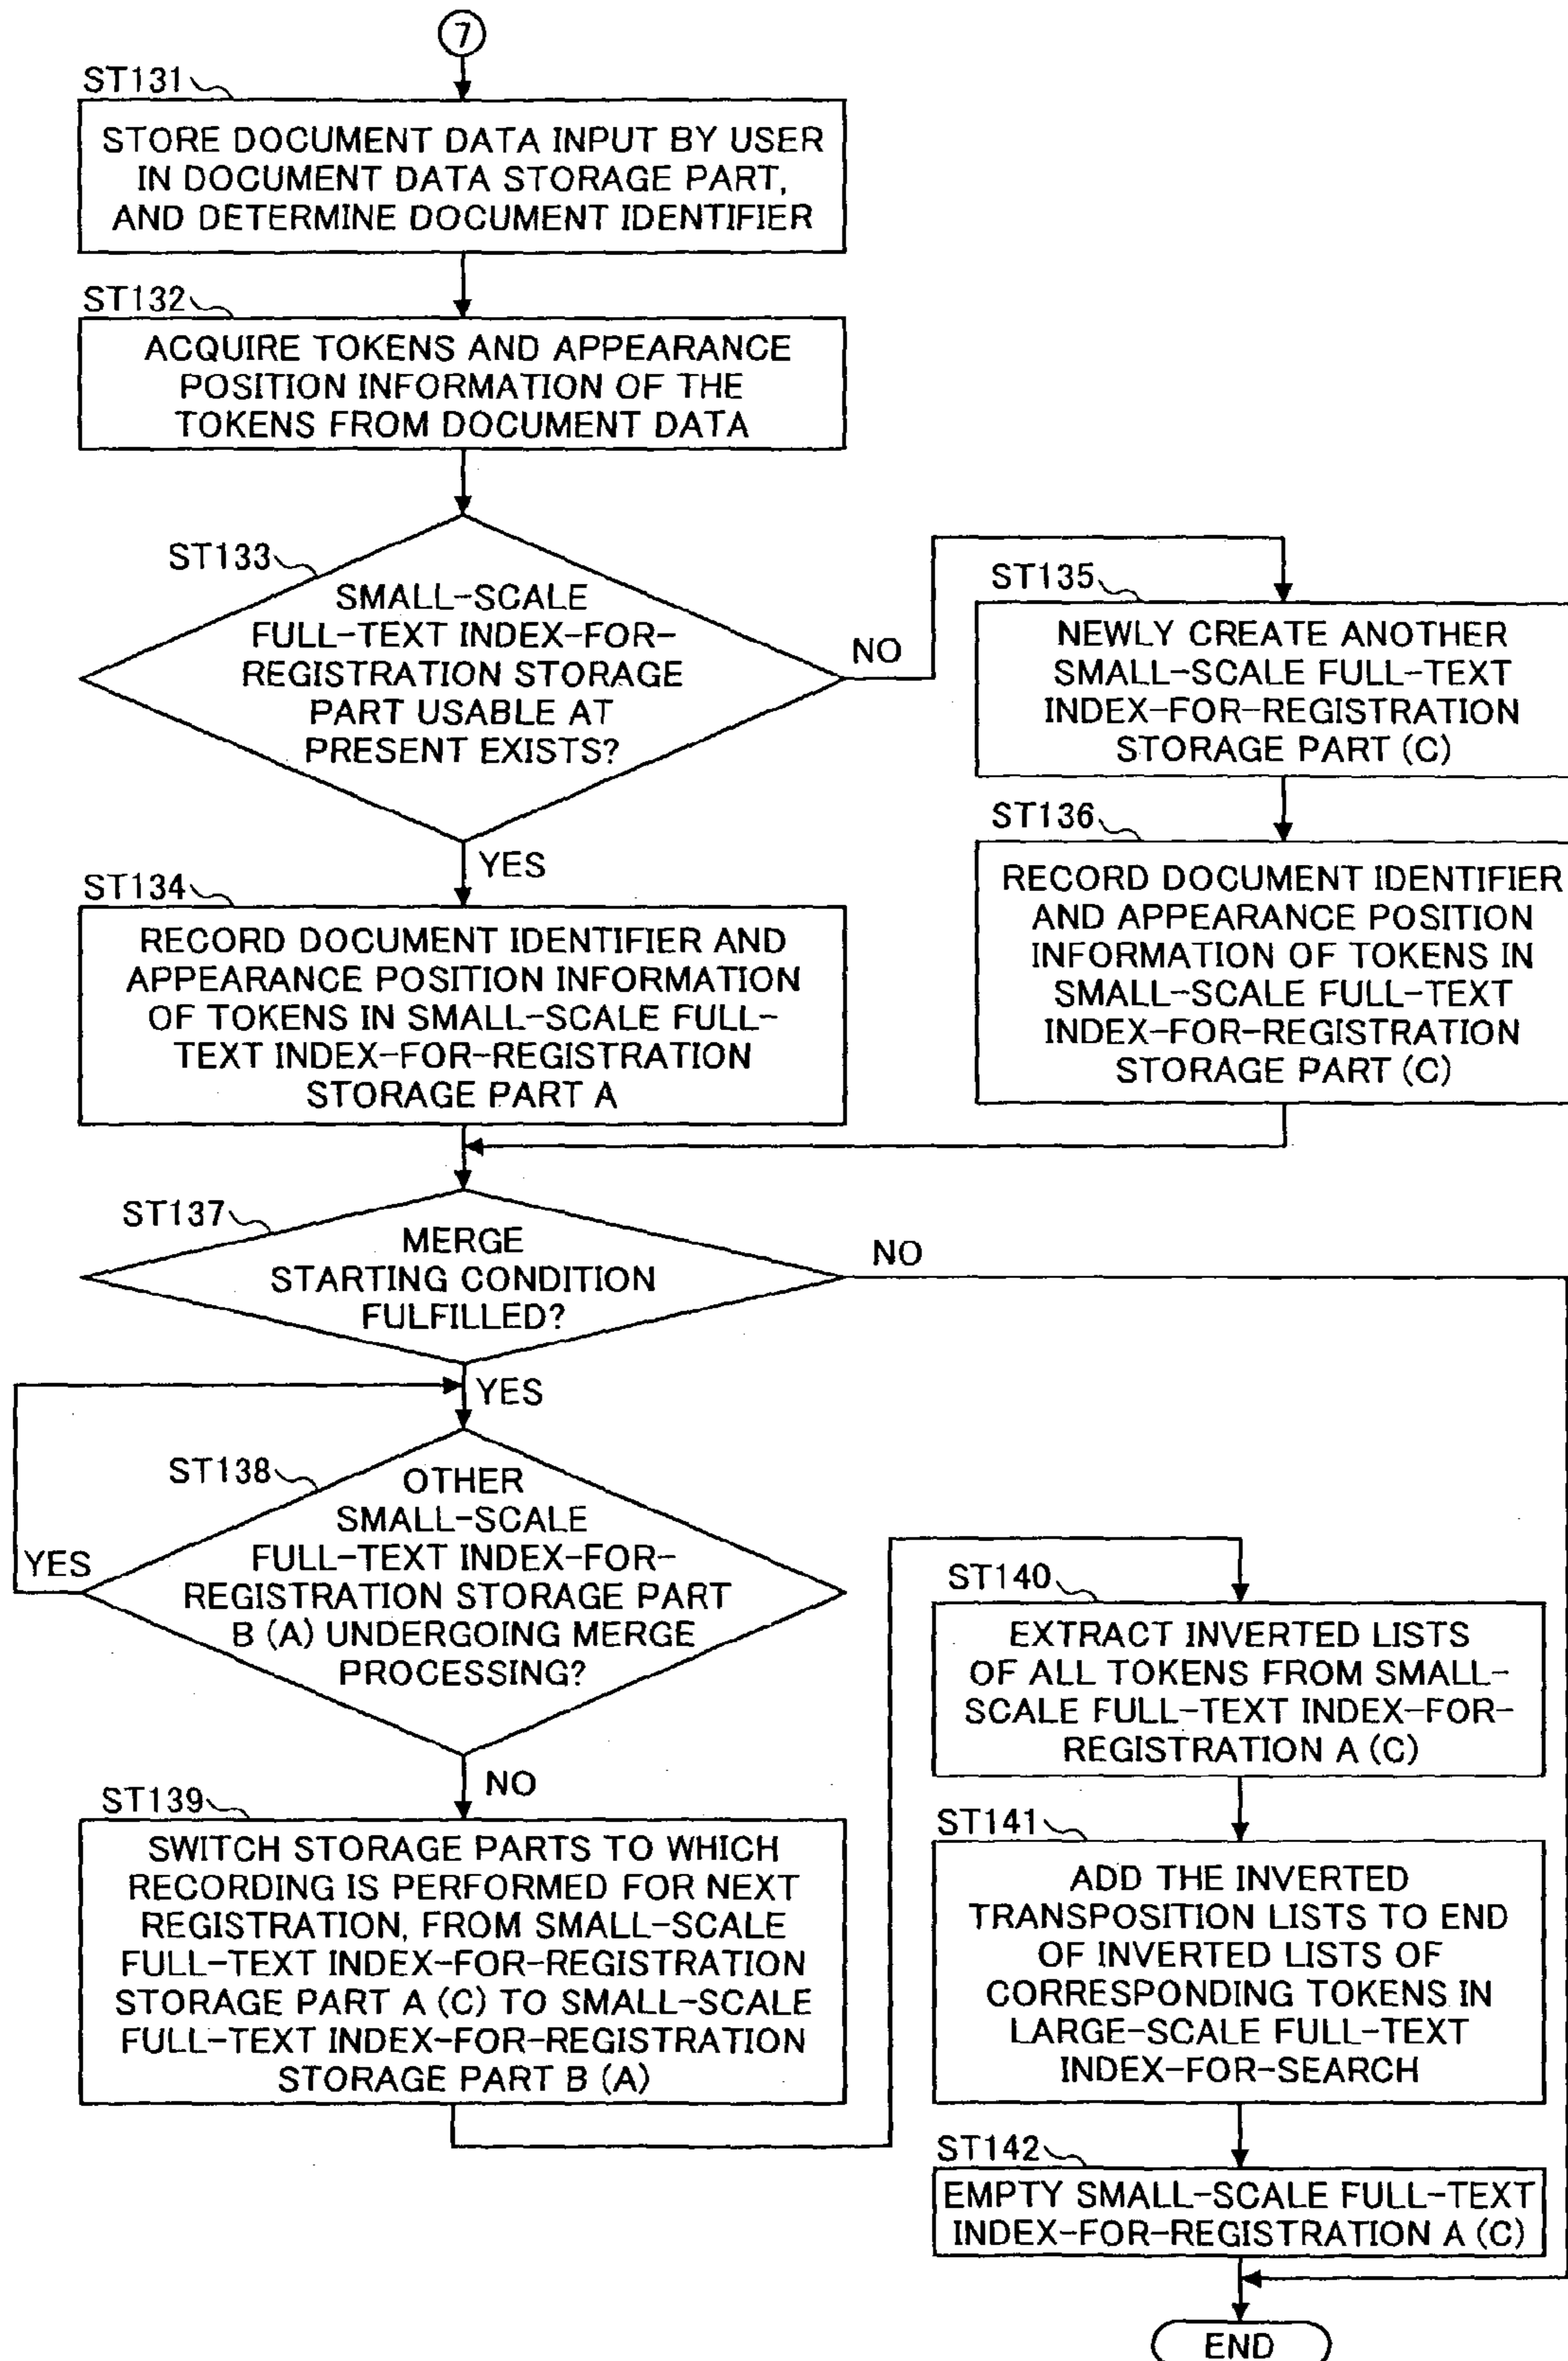 7
ST131
STORE DOCUMENT DATA INPUT BY USER
IN DOCUMENT DATA STORAGE PART,
AND DETERMINE DOCUMENT IDENTIFIER
ST132
ACQUIRE TOKENS AND APPEARANCE
POSITION INFORMATION OF THE
TOKENS FROM DOCUMENT DATA
ST133
SMALL-SCALE
FULL-TEXT INDEX-FOR-
REGISTRATION STORAGE
PART USABLE AT
PRESENT EXISTS?
NO
YES
ST135
NEWLY CREATE ANOTHER
SMALL-SCALE FULL-TEXT
INDEX-FOR-REGISTRATION
STORAGE PART (C)
ST136
RECORD DOCUMENT IDENTIFIER
AND APPEARANCE POSITION
INFORMATION OF TOKENS IN
SMALL-SCALE FULL-TEXT
INDEX-FOR-REGISTRATION
STORAGE PART (C)
ST134
RECORD DOCUMENT IDENTIFIER AND
APPEARANCE POSITION INFORMATION
OF TOKENS IN SMALL-SCALE FULL-
TEXT INDEX-FOR-REGISTRATION
STORAGE PART A
ST137
MERGE
STARTING CONDITION
FULFILLED?
NO
YES
ST138
OTHER
SMALL-SCALE
FULL-TEXT INDEX-FOR-
REGISTRATION STORAGE PART
B (A) UNDERGOING MERGE
PROCESSING?
YES
NO
ST139
SWITCH STORAGE PARTS TO WHICH
RECORDING IS PERFORMED FOR NEXT
REGISTRATION, FROM SMALL-SCALE
FULL-TEXT INDEX-FOR-REGISTRATION
STORAGE PART A (C) TO SMALL-SCALE
FULL-TEXT INDEX-FOR-REGISTRATION
STORAGE PART B (A)
ST140
EXTRACT INVERTED LISTS
OF ALL TOKENS FROM SMALL-
SCALE FULL-TEXT INDEX-FOR-
REGISTRATION A (C)
ST141
ADD THE INVERTED
TRANSPOSITION LISTS TO END
OF INVERTED LISTS OF
CORRESPONDING TOKENS IN
LARGE-SCALE FULL-TEXT
INDEX-FOR-SEARCH
ST142
EMPTY SMALL-SCALE FULL-TEXT
INDEX-FOR-REGISTRATION A (C)
END